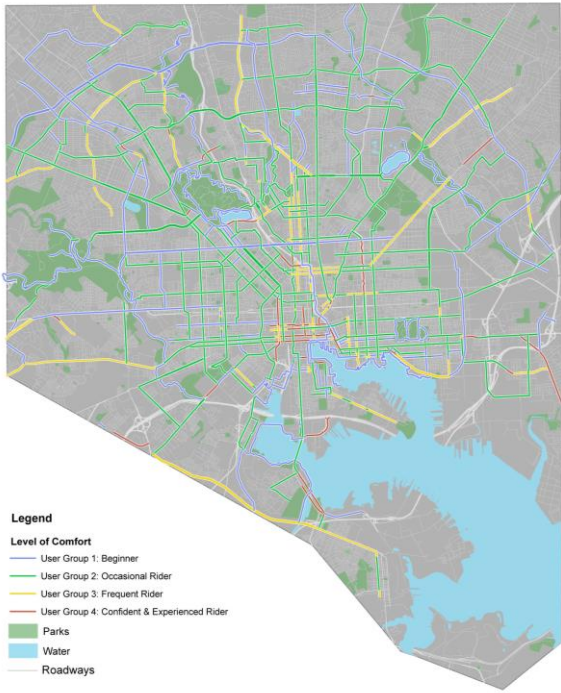 Legend
Level of Comfort
User Group 1: Beginner
User Group 2: Occasional Rider
User Group 3: Frequent Rider
User Group 4: Confident & Experienced Rider
Parks
Water
Roadways